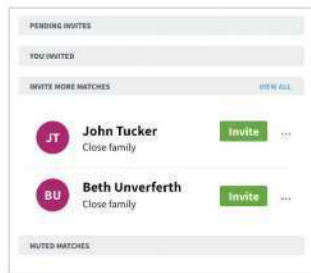 PENDING INVITES
YOU INVITED
INVITE MORE MATCHES VIEW ALL
JT John Tucker Invite ...
Close family
BU Beth Unverferth Invite ...
Close family
MUTED MATCHES